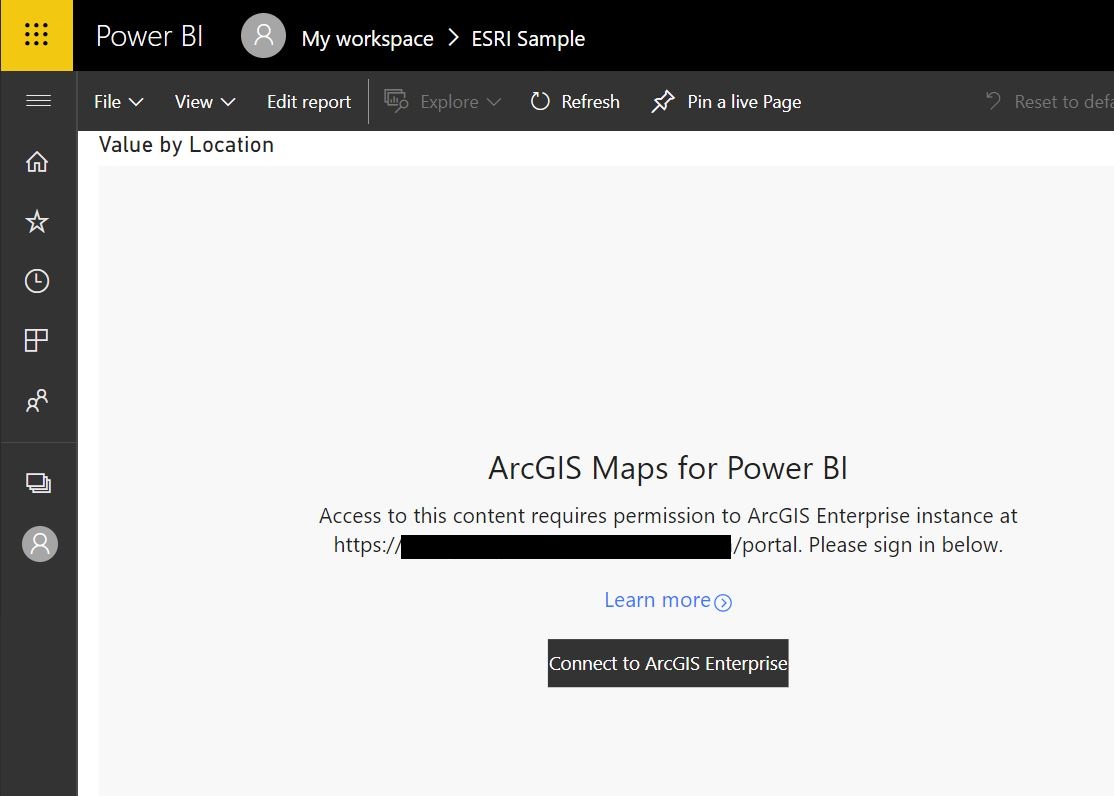 Power BI My workspace > ESRI Sample
File View Edit report Explore Refresh Pin a live Page Reset to defa
Value by Location
ArcGIS Maps for Power BI
Access to this content requires permission to ArcGIS Enterprise instance at
https:// /portal. Please sign in below.
Learn more
Connect to ArcGIS Enterprise